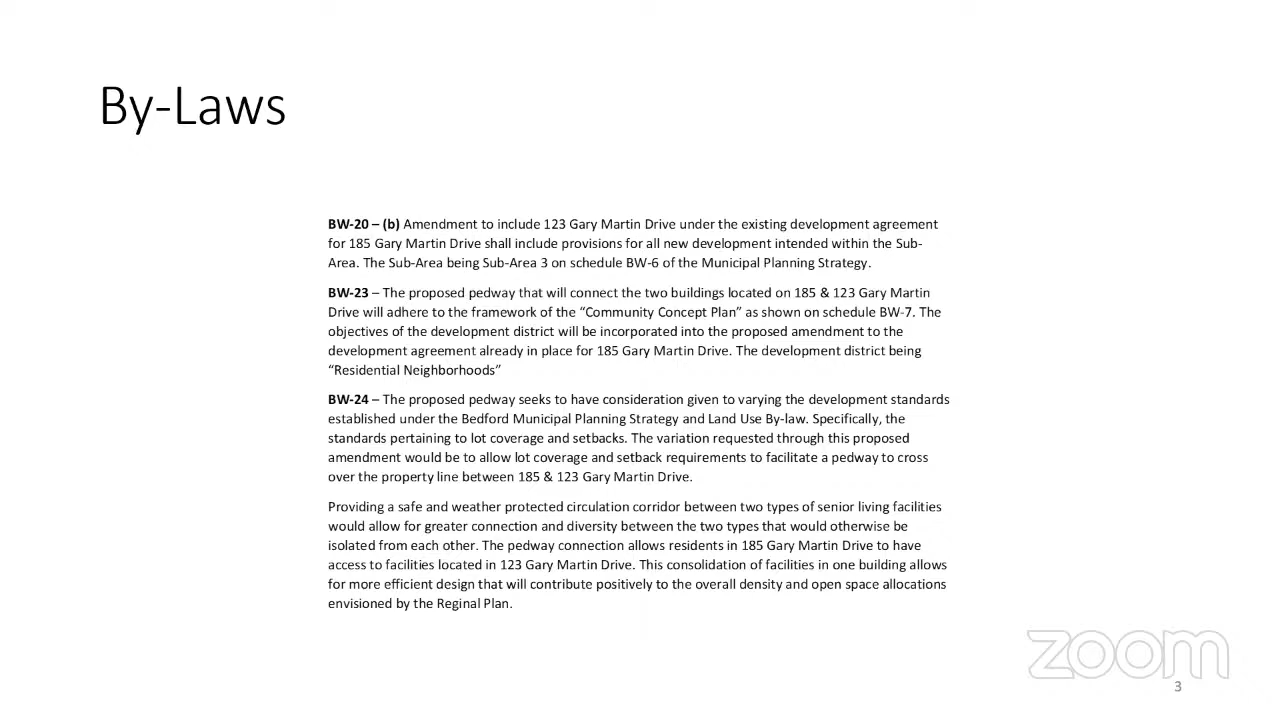 By-Laws
BW-20 – (b) Amendment to include 123 Gary Martin Drive under the existing development agreement
for 185 Gary Martin Drive shall include provisions for all new development intended within the Sub-
Area. The Sub-Area being Sub-Area 3 on schedule BW-6 of the Municipal Planning Strategy.
BW-23 – The proposed pedway that will connect the two buildings located on 185 & 123 Gary Martin
Drive will adhere to the framework of the “Community Concept Plan” as shown on schedule BW-7. The
objectives of the development district will be incorporated into the proposed amendment to the
development agreement already in place for 185 Gary Martin Drive. The development district being
“Residential Neighborhoods”
BW-24 – The proposed pedway seeks to have consideration given to varying the development standards
established under the Bedford Municipal Planning Strategy and Land Use By-law. Specifically, the
standards pertaining to lot coverage and setbacks. The variation requested through this proposed
amendment would be to allow lot coverage and setback requirements to facilitate a pedway to cross
over the property line between 185 & 123 Gary Martin Drive.
Providing a safe and weather protected circulation corridor between two types of senior living facilities
would allow for greater connection and diversity between the two types that would otherwise be
isolated from each other. The pedway connection allows residents in 185 Gary Martin Drive to have
access to facilities located in 123 Gary Martin Drive. This consolidation of facilities in one building allows
for more efficient design that will contribute positively to the overall density and open space allocations
envisioned by the Reginal Plan.
zoom
3